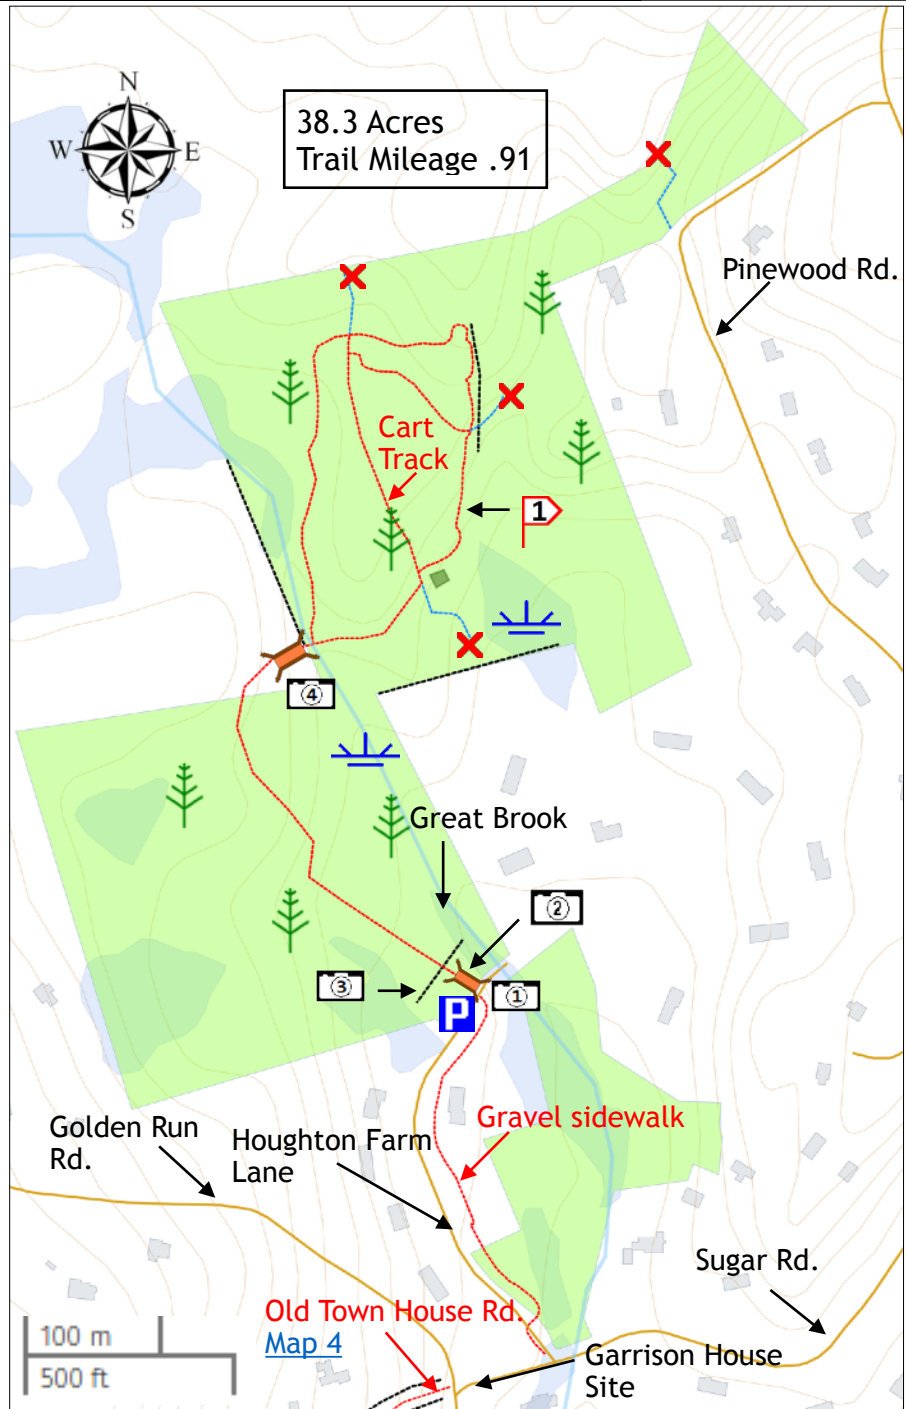 N
W
E
S
38.3 Acres
Trail Mileage .91
Pinewood Rd.
Cart
Track
1
④
Great Brook
②
③
①
P
Gravel sidewalk
Golden Run
Rd.
Houghton Farm
Lane
Sugar Rd.
Old Town House Rd.
Map 4
100 m
500 ft
Garrison House
Site